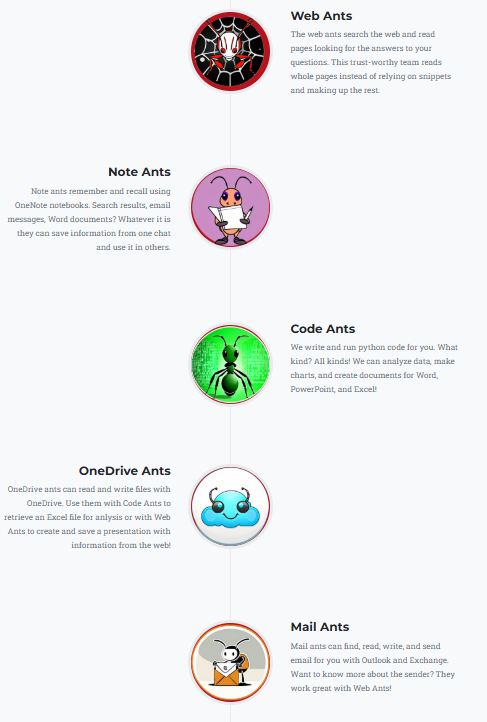 Web Ants
The web ants search the web and read
pages looking for the answers to your
questions. This trust-worthy team reads
whole pages instead of relying on snippets
and making up the rest.
Note Ants
Note ants remember and recall using
OneNote notebooks. Search results, email
messages, Word documents? Whatever it is
they can save information from one chat
and use it in others.
Code Ants
We write and run python code for you. What
kind? All kinds! We can analyze data, make
charts, and create documents for Word,
PowerPoint, and Excel!
OneDrive Ants
OneDrive ants can read and write files with
OneDrive. Use them with Code Ants to
retrieve an Excel file for anlysis or with Web
Ants to create and save a presentation with
information from the web!
Mail Ants
Mail ants can find, read, write, and send
email for you with Outlook and Exchange.
Want to know more about the sender? They
work great with Web Ants!